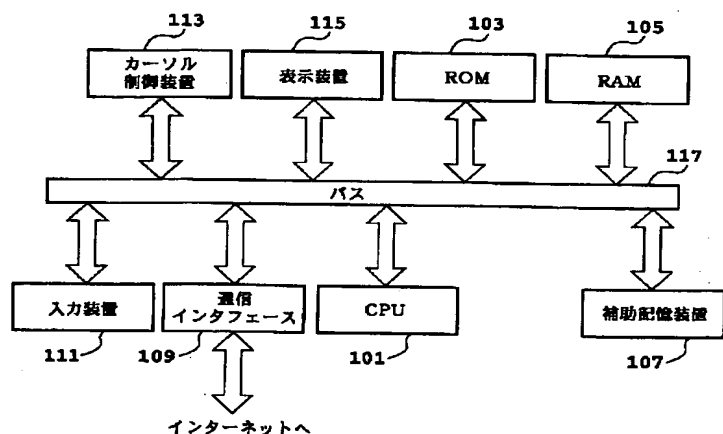 113
115
103
105
カーソル
制御装置
表示装置
ROM
RAM
117
バス
入力装置
通信
インタフェース
CPU
補助記憶装置
111
109
101
107
インターネットへ